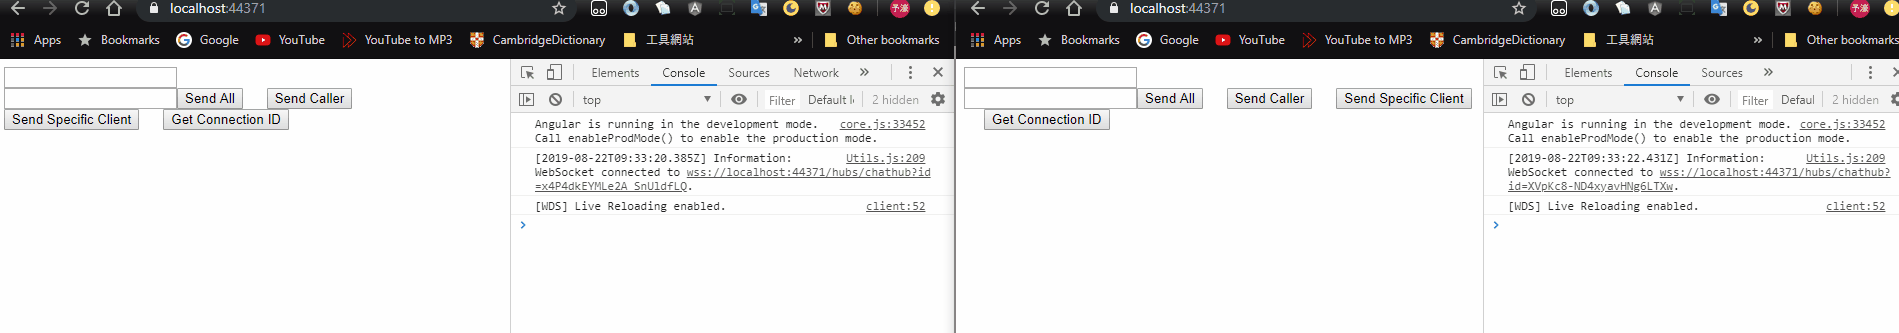 localhost:44371
Apps Bookmarks Google YouTube YouTube to MP3 CambridgeDictionary 工具網站 » Other bookmarks
Send All Send Caller
Send Specific Client Get Connection ID
Elements Console Sources Network »
top Filter Default 2 hidden
Angular is running in the development mode. core.js:33452
Call enableProdMode() to enable the production mode.
[2019-08-22T09:33:20.385Z] Information: Utils.js:209
WebSocket connected to wss://localhost:44371/hubs/chathub?id
=x4P4dkEYMLe2A_SnUldfLQ.
[WDS] Live Reloading enabled. client:52
>
localhost:44371
Apps Bookmarks Google YouTube YouTube to MP3 CambridgeDictionary 工具網站 » Other bookmarks
Send All Send Caller Send Specific Client
Get Connection ID
Elements Console Sources »
top Filter Defaul 2 hidden
Angular is running in the development mode. core.js:33452
Call enableProdMode() to enable the production mode.
[2019-08-22T09:33:22.431Z] Information: Utils.js:209
WebSocket connected to wss://localhost:44371/hubs/chathub?
id=XVpKc8-ND4xyavHNg6LTXw.
[WDS] Live Reloading enabled. client:52
>